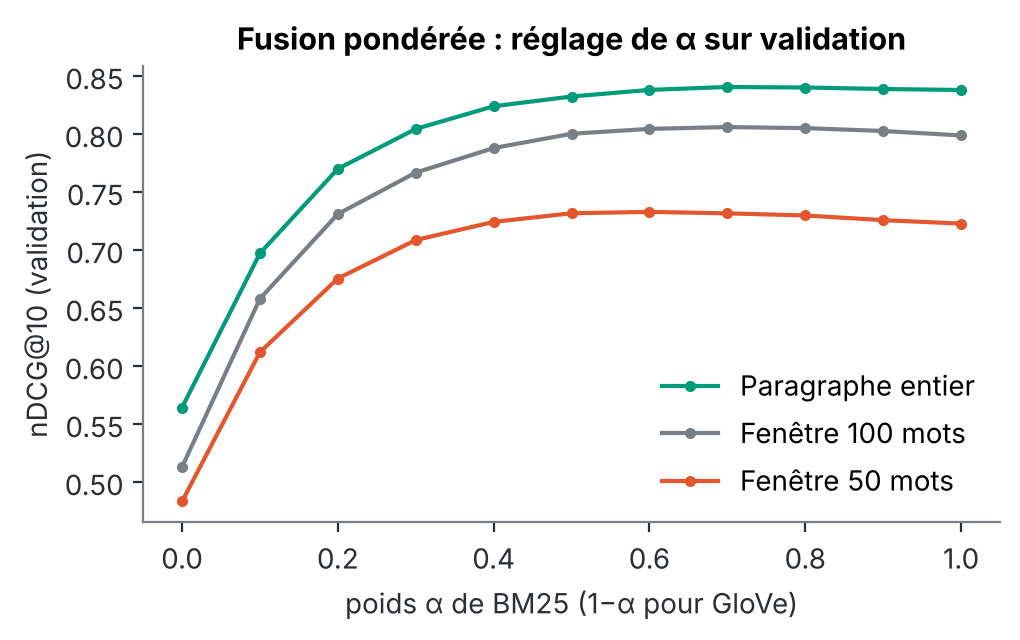 Fusion pondérée : réglage de α sur validation
nDCG@10 (validation)
0.85
0.80
0.75
0.70
0.65
0.60
0.55
0.50
Paragraphe entier
Fenêtre 100 mots
Fenêtre 50 mots
0.0 0.2 0.4 0.6 0.8 1.0
poids α de BM25 (1−α pour GloVe)